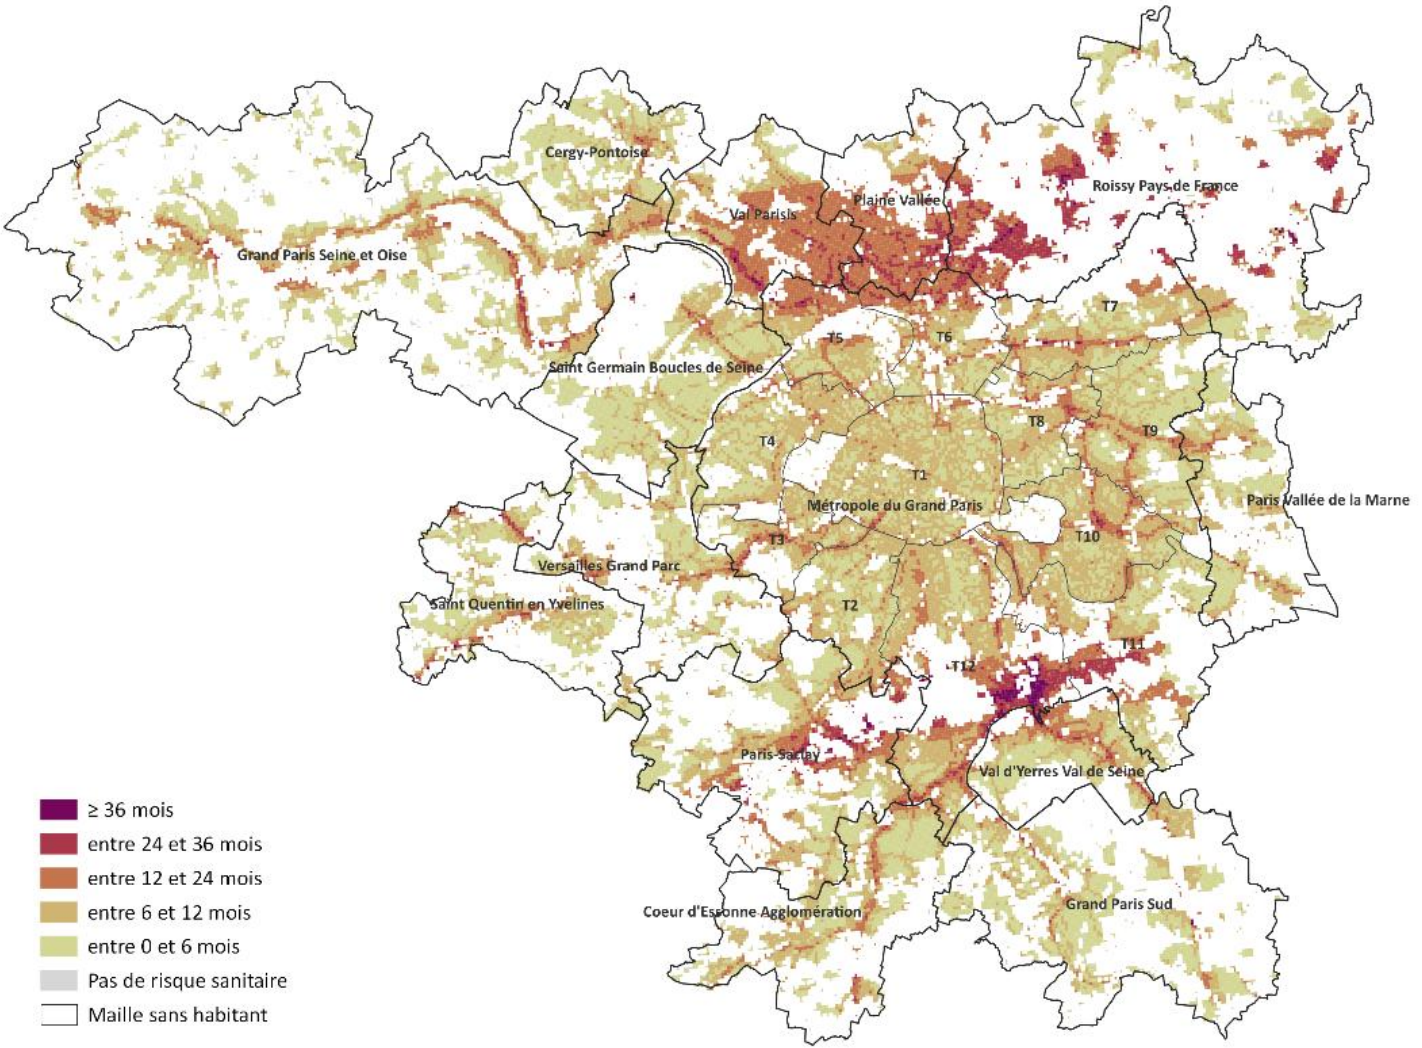 Cergy-Pontoise
Roissy Pays de France
Plaine Vallée
Val Parisis
Grand Paris Seine et Oise
T7
T5
T6
Saint Germain Boucles de Seine
T8
T9
T4
T1
Paris Vallée de la Marne
Métropole du Grand Paris
T10
T3
Versailles Grand Parc
Saint Quentin en Yvelines
T2
T11
T12
Paris-Saclay
Val d'Yerres Val de Seine
Grand Paris Sud
Coeur d'Essonne Agglomération
≥ 36 mois
entre 24 et 36 mois
entre 12 et 24 mois
entre 6 et 12 mois
entre 0 et 6 mois
Pas de risque sanitaire
Maille sans habitant